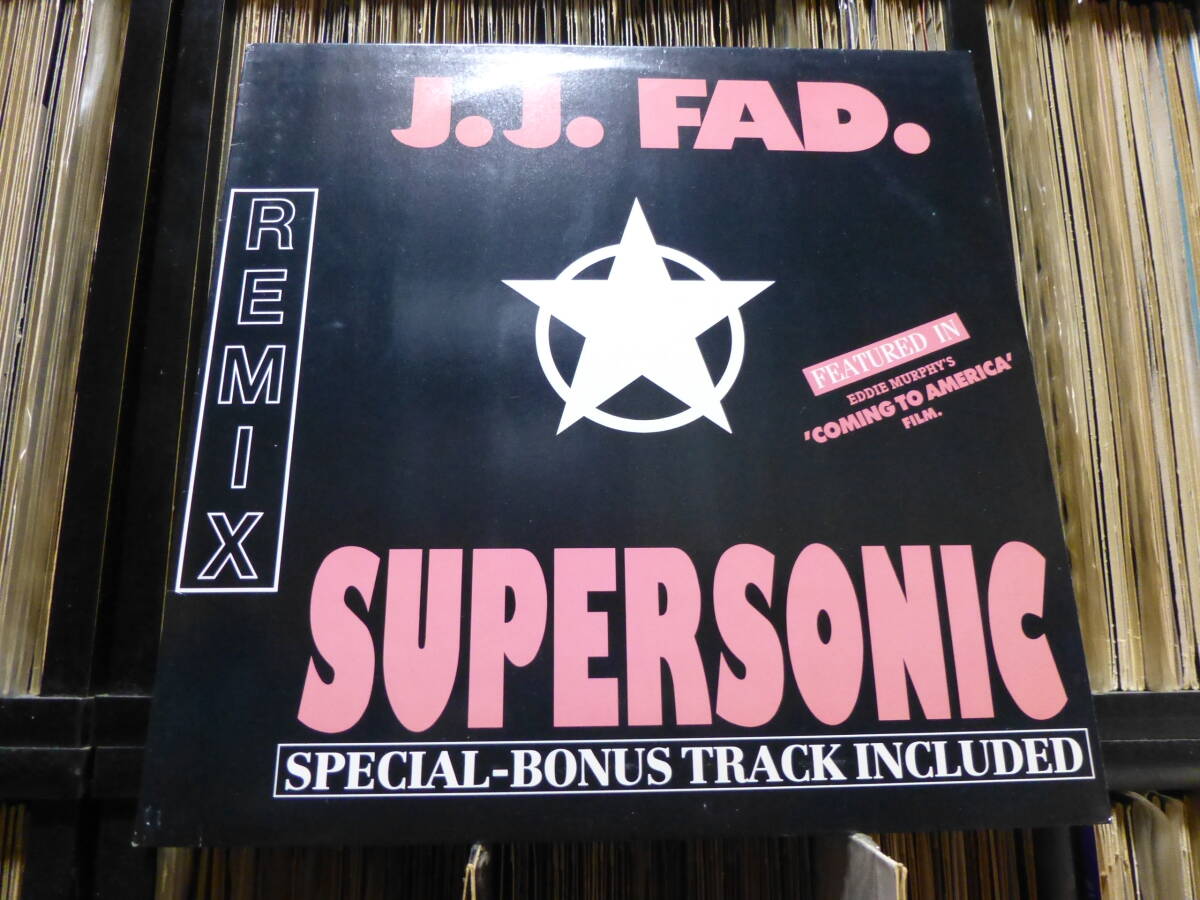 J.J. FAD.
REMIX
FEATURED IN
EDDIE MURPHY'S
'COMING TO AMERICA'
FILM.
SUPERSONIC
SPECIAL-BONUS TRACK INCLUDED